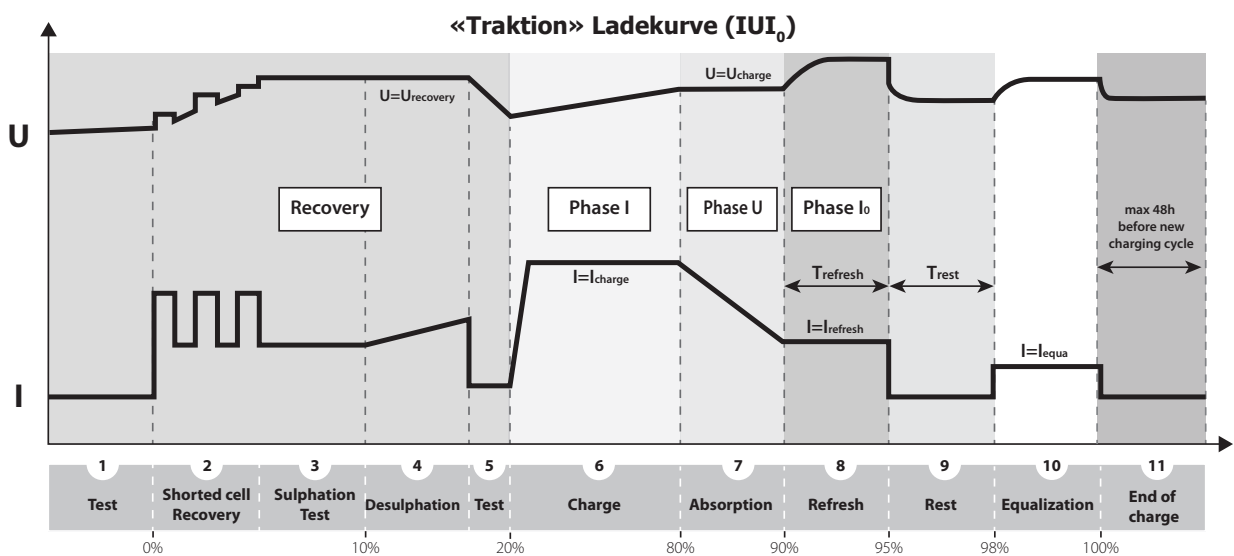 «Traktion» Ladekurve (IUI0)
U
U=Urecovery
U=Ucharge
Recovery
Phase I
Phase U
Phase I0
max 48h
before new
charging cycle
I=Icharge
Trefresh
Trest
I=Irefresh
I=Iequa
I
1
2
3
4
5
6
7
8
9
10
11
Test
Shorted cell
Recovery
Sulphation
Test
Desulphation
Test
Charge
Absorption
Refresh
Rest
Equalization
End of
charge
0%
10%
20%
80%
90%
95%
98%
100%